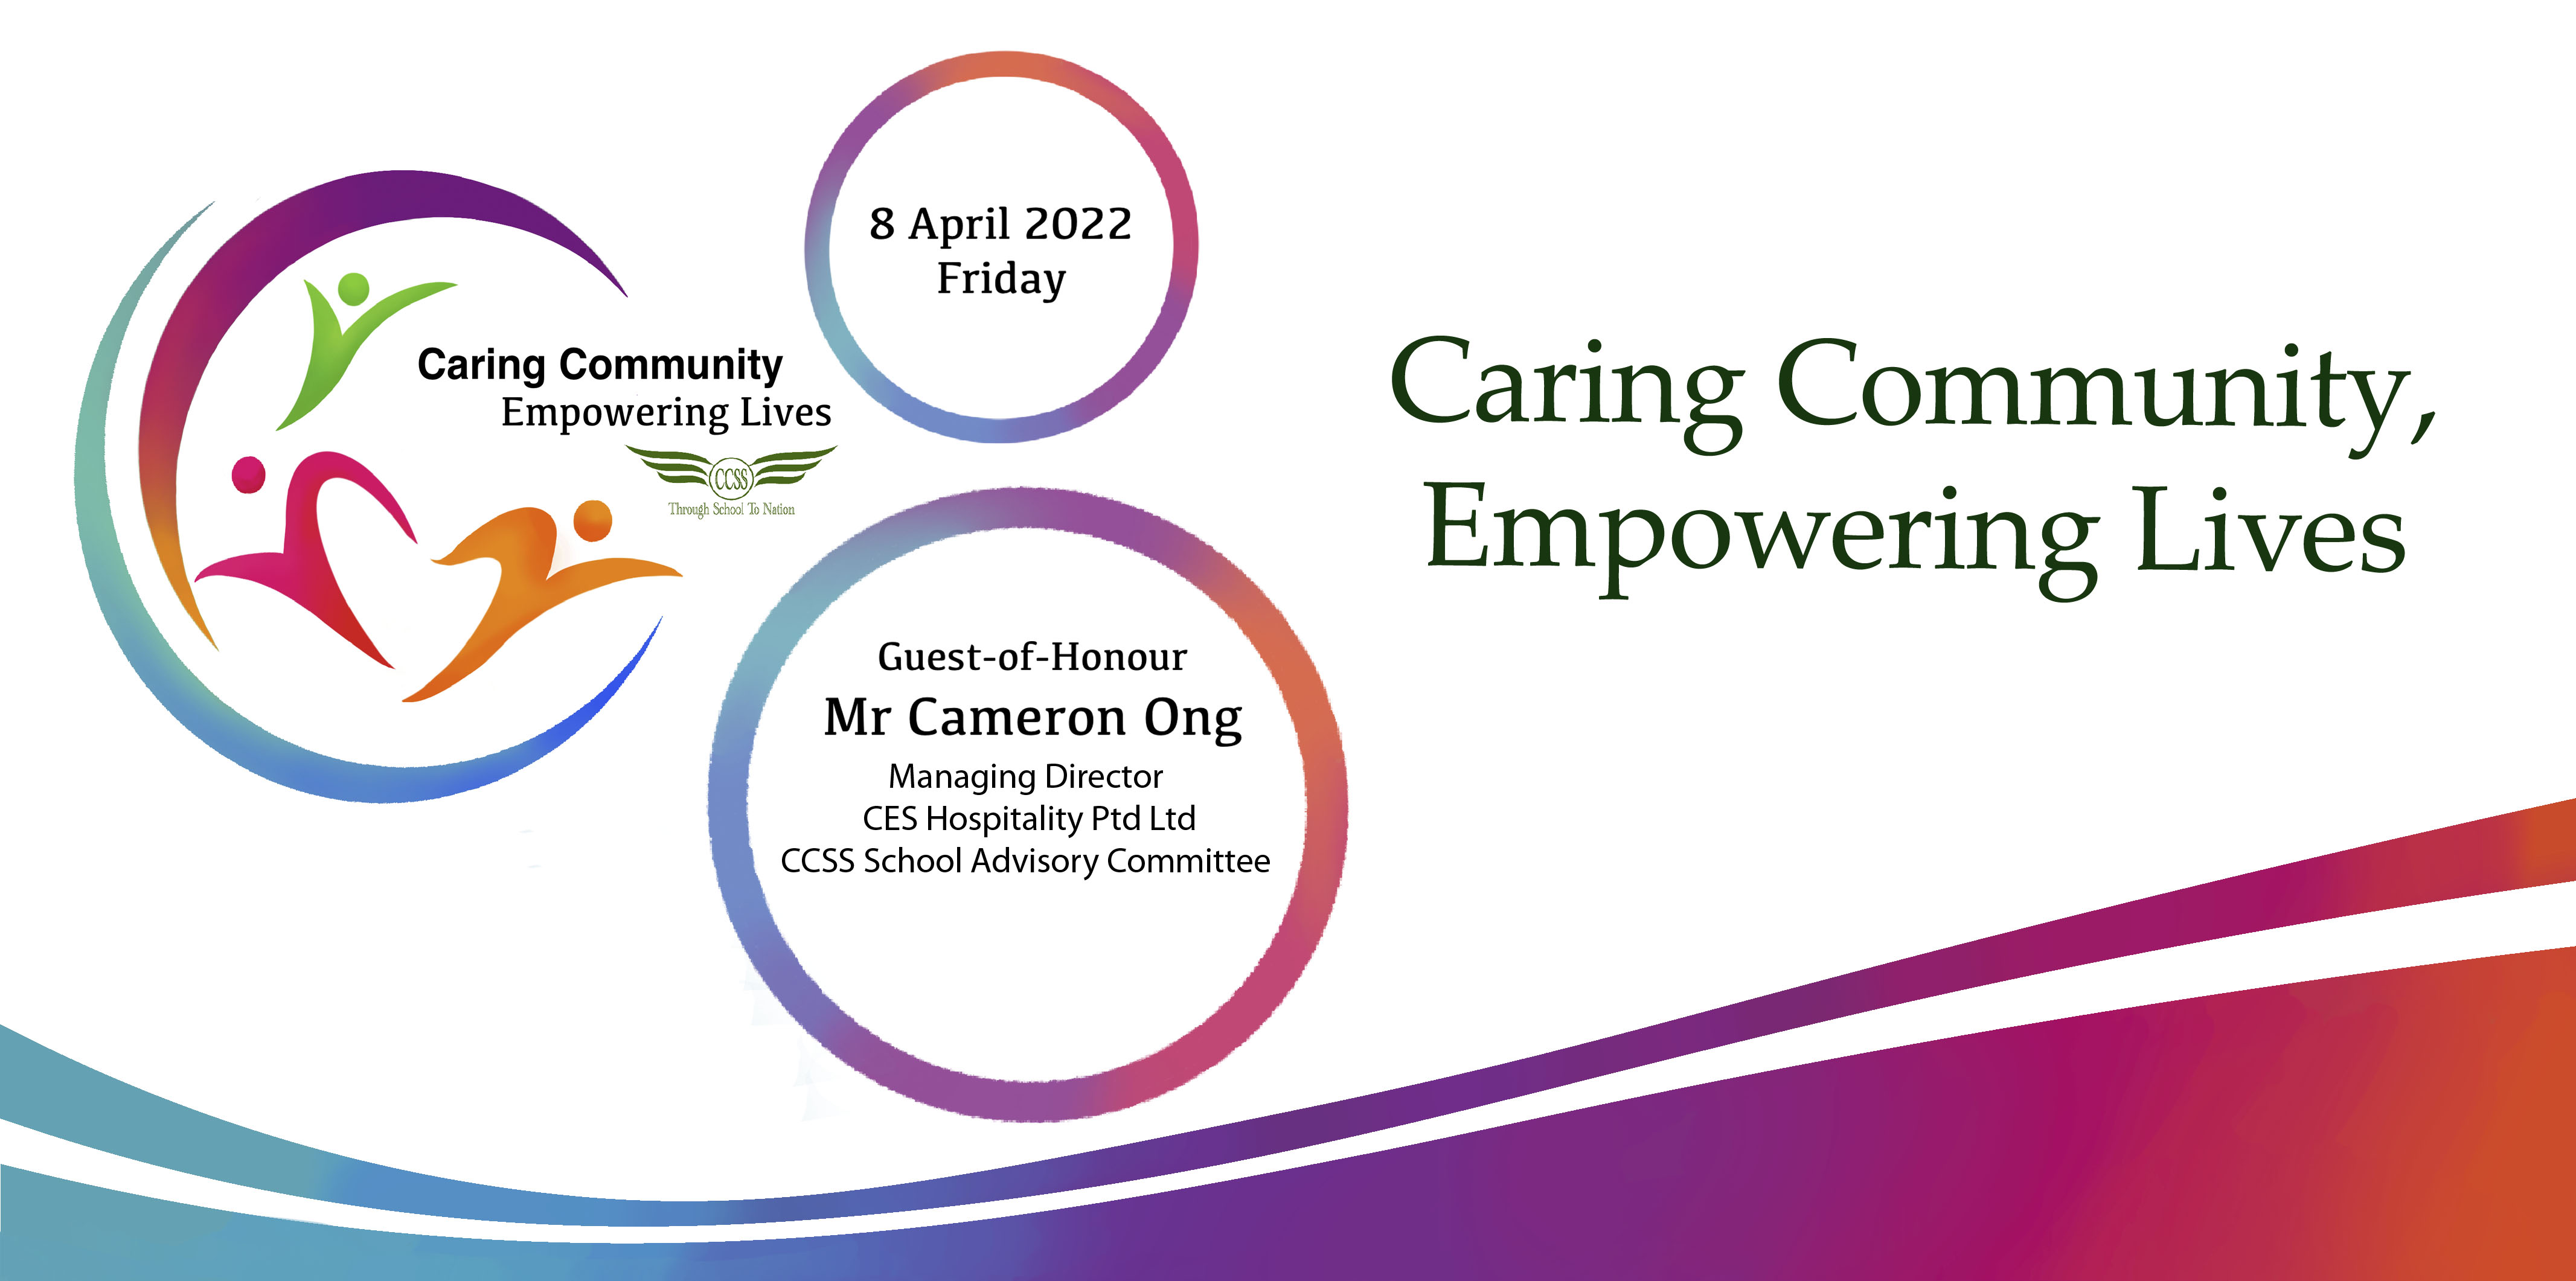 Caring Community
Empowering Lives
CCSS
Through School To Nation
8 April 2022
Friday
Guest-of-Honour
Mr Cameron Ong
Managing Director
CES Hospitality Ptd Ltd
CCSS School Advisory Committee
Caring Community,
Empowering Lives